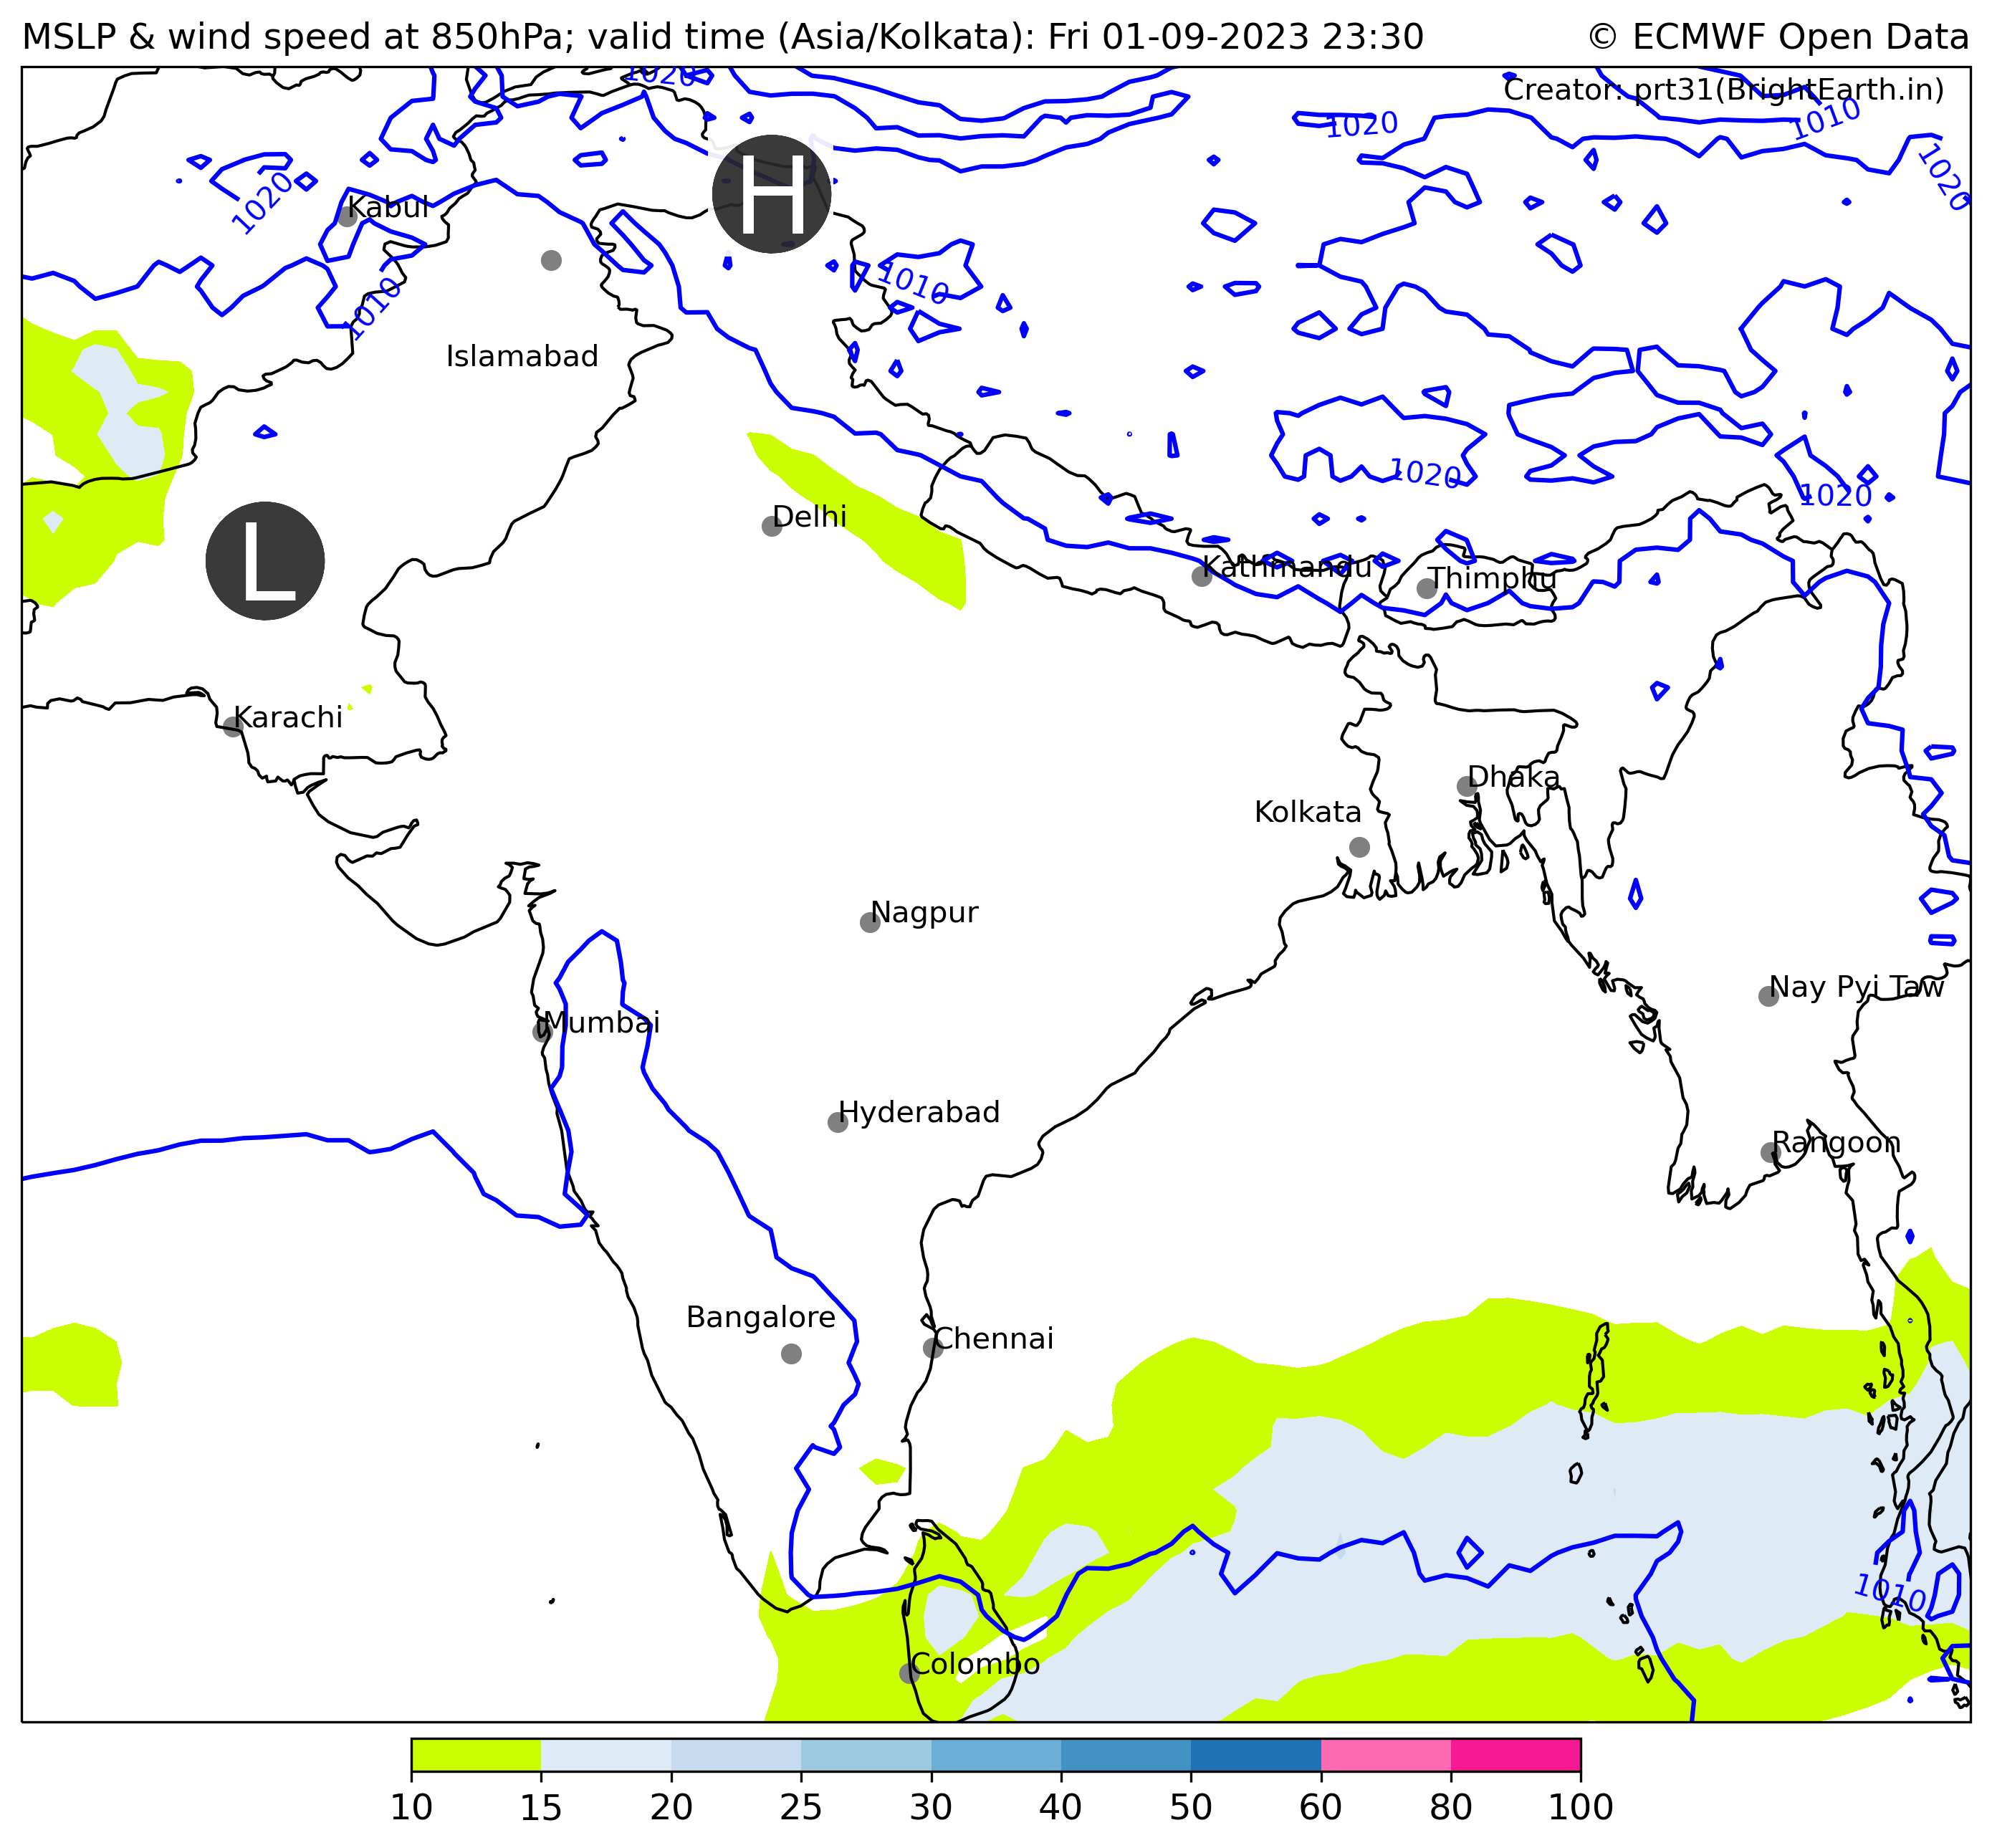 MSLP & wind speed at 850hPa; valid time (Asia/Kolkata): Fri 01-09-2023 23:30
© ECMWF Open Data
Creator: prt31(BrightEarth.in)
1020
1020
1010
1020
H
1020
Kabul
1010
1010
Islamabad
1020
1020
Delhi
L
Kathmandu
Thimphu
Karachi
Dhaka
Kolkata
Nagpur
Nay Pyi Taw
Mumbai
Hyderabad
Rangoon
Bangalore
Chennai
1010
Colombo
10 15 20 25 30 40 50 60 80 100